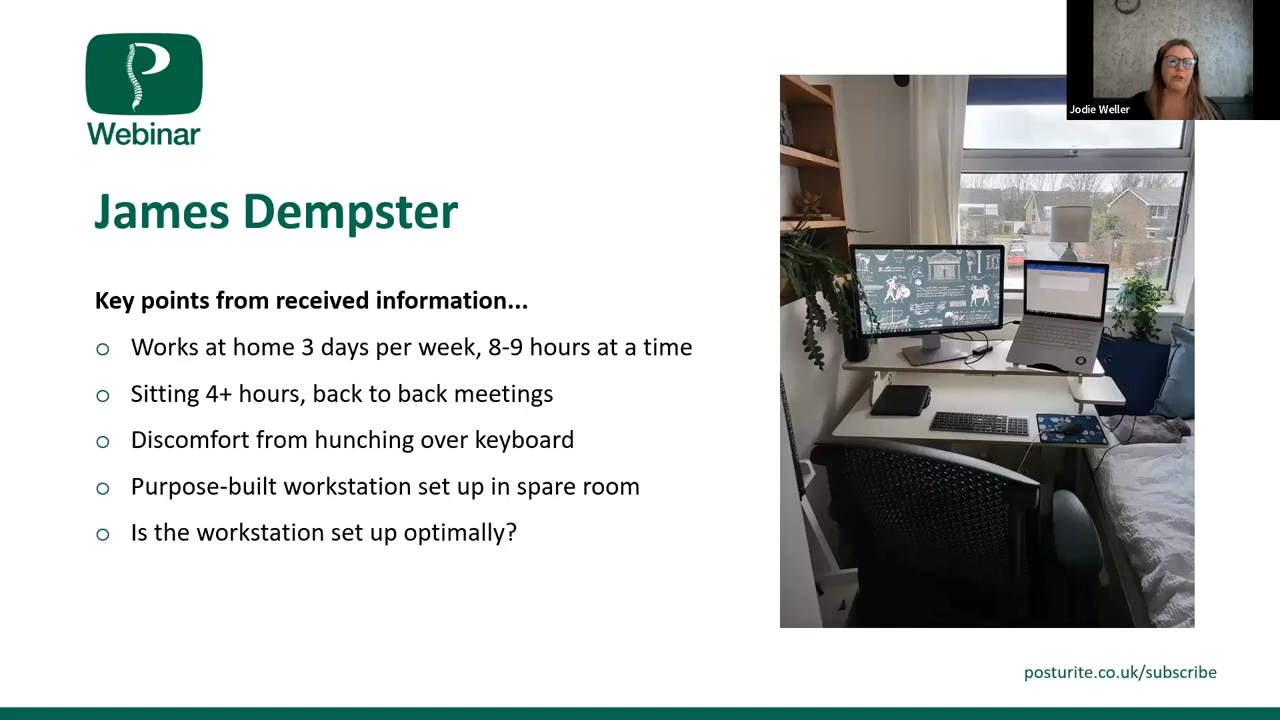 Webinar
Jodie Weller
James Dempster
Key points from received information...
Works at home 3 days per week, 8-9 hours at a time
Sitting 4+ hours, back to back meetings
Discomfort from hunching over keyboard
Purpose-built workstation set up in spare room
Is the workstation set up optimally?
posturite.co.uk/subscribe